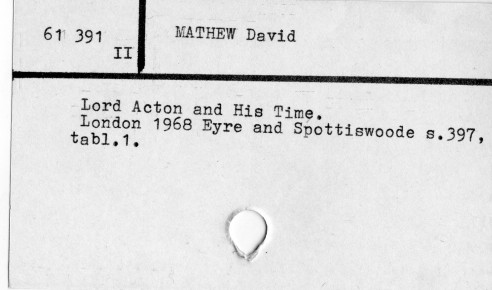 61 391
II
MATHEW David
Lord Acton and His Time.
London 1968 Eyre and Spottiswoode s.397,
tabl.1.